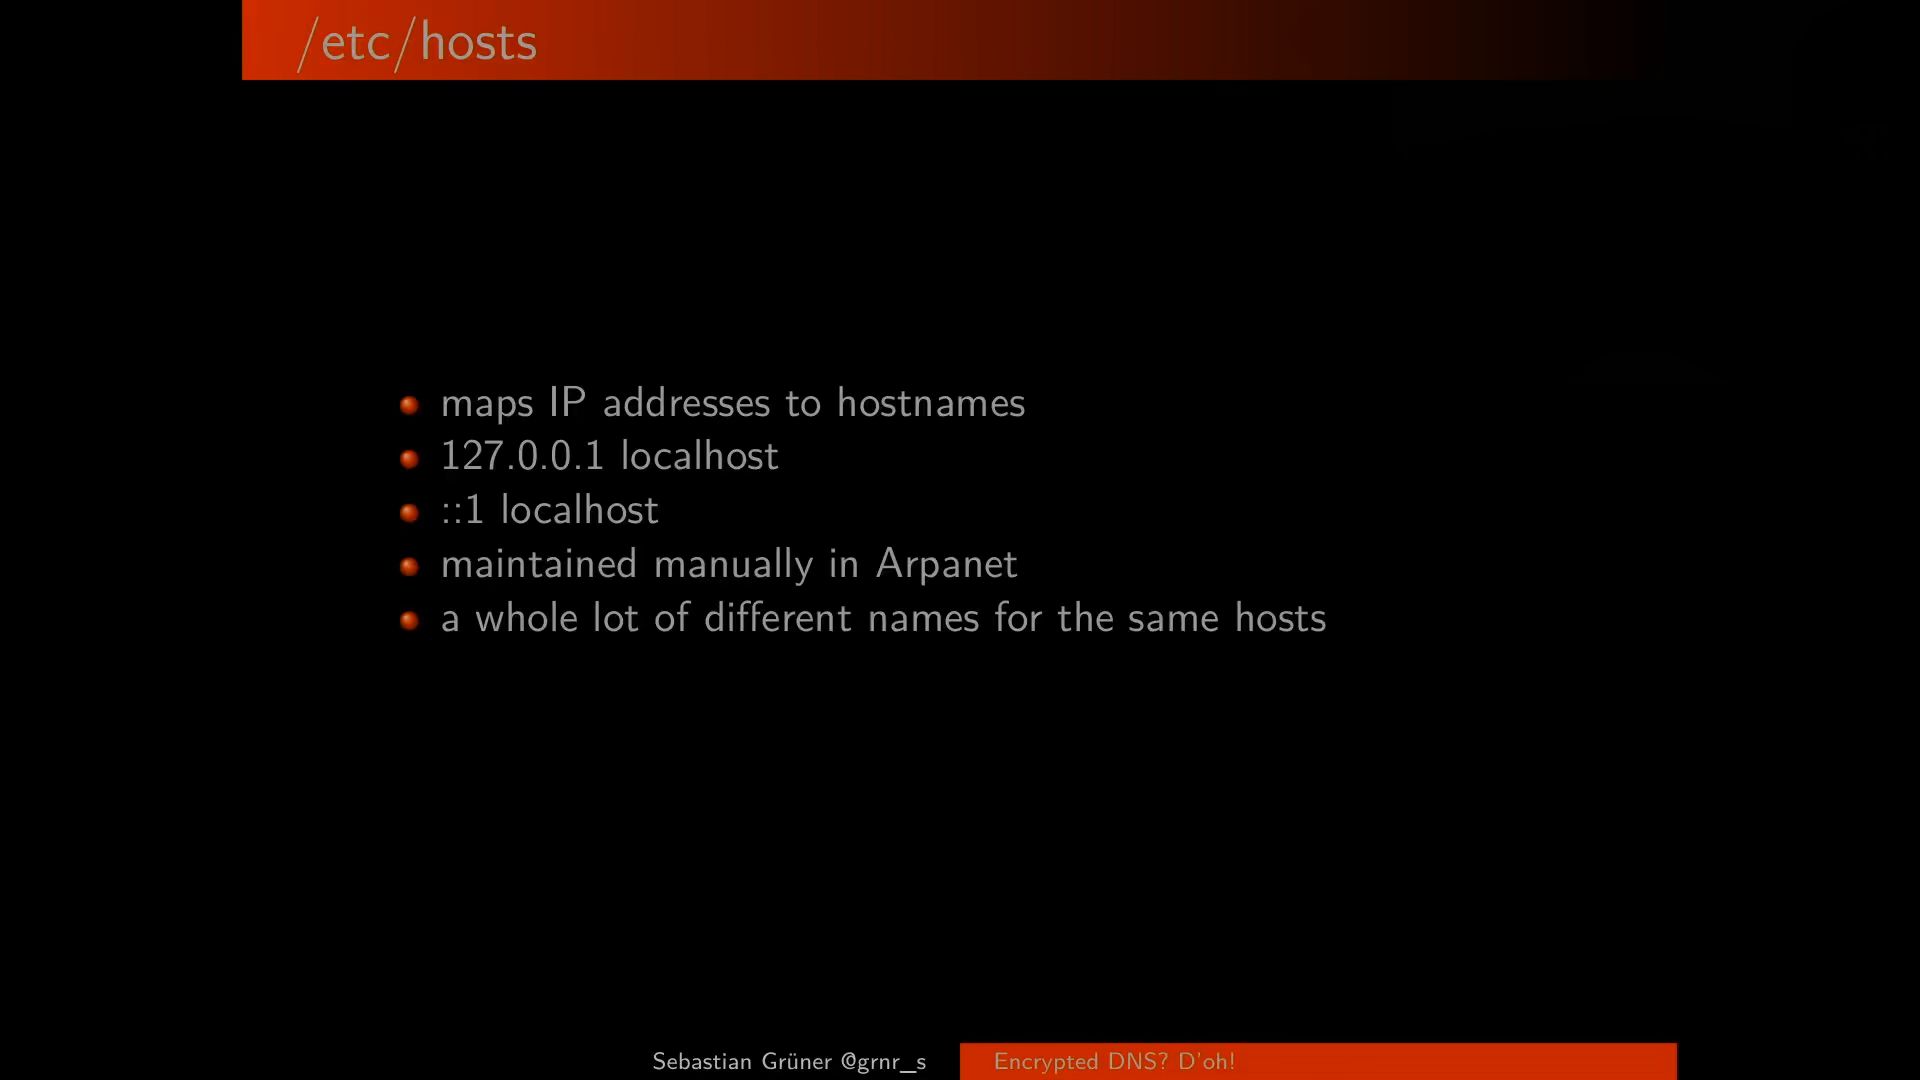 /etc/hosts
maps IP addresses to hostnames
127.0.0.1 localhost
::1 localhost
maintained manually in Arpanet
a whole lot of different names for the same hosts
Sebastian Grüner @grnr_s
Encrypted DNS? D'oh!